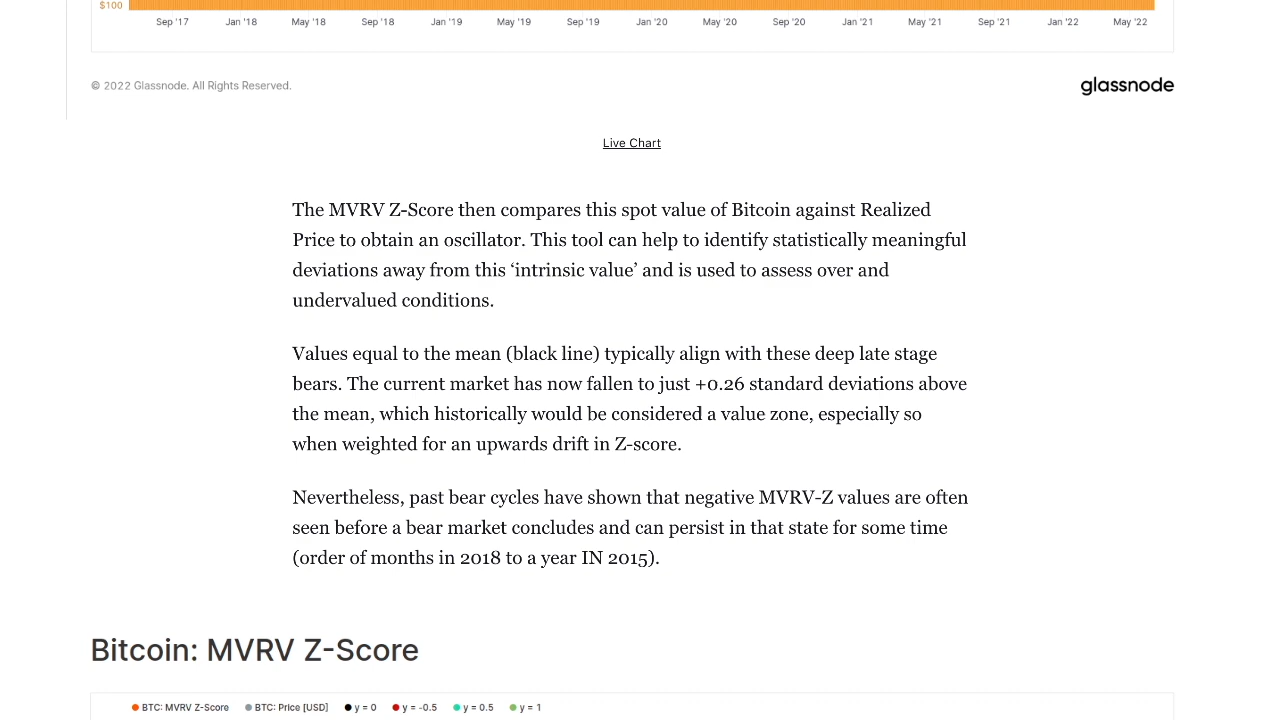 $100
Sep '17 Jan '18 May '18 Sep '18 Jan '19 May '19 Sep '19 Jan '20 May '20 Sep '20 Jan '21 May '21 Sep '21 Jan '22 May '22
© 2022 Glassnode. All Rights Reserved.
glassnode
Live Chart
The MVRV Z-Score then compares this spot value of Bitcoin against Realized
Price to obtain an oscillator. This tool can help to identify statistically meaningful
deviations away from this ‘intrinsic value’ and is used to assess over and
undervalued conditions.
Values equal to the mean (black line) typically align with these deep late stage
bears. The current market has now fallen to just +0.26 standard deviations above
the mean, which historically would be considered a value zone, especially so
when weighted for an upwards drift in Z-score.
Nevertheless, past bear cycles have shown that negative MVRV-Z values are often
seen before a bear market concludes and can persist in that state for some time
(order of months in 2018 to a year IN 2015).
Bitcoin: MVRV Z-Score
BTC: MVRV Z-Score BTC: Price [USD] y = 0 y = -0.5 y = 0.5 y = 1